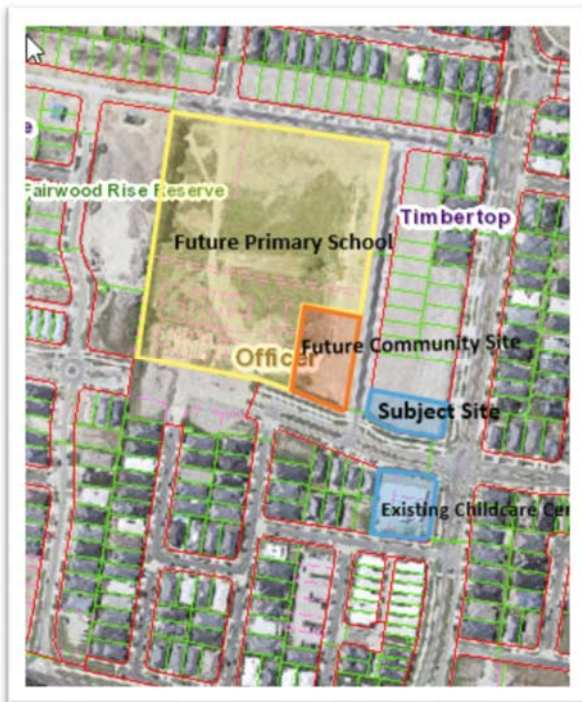 e
Fairwood Rise Reserve
Timbertop
Future Primary School
Officer
Future Community Site
Subject Site
Existing Childcare Cen